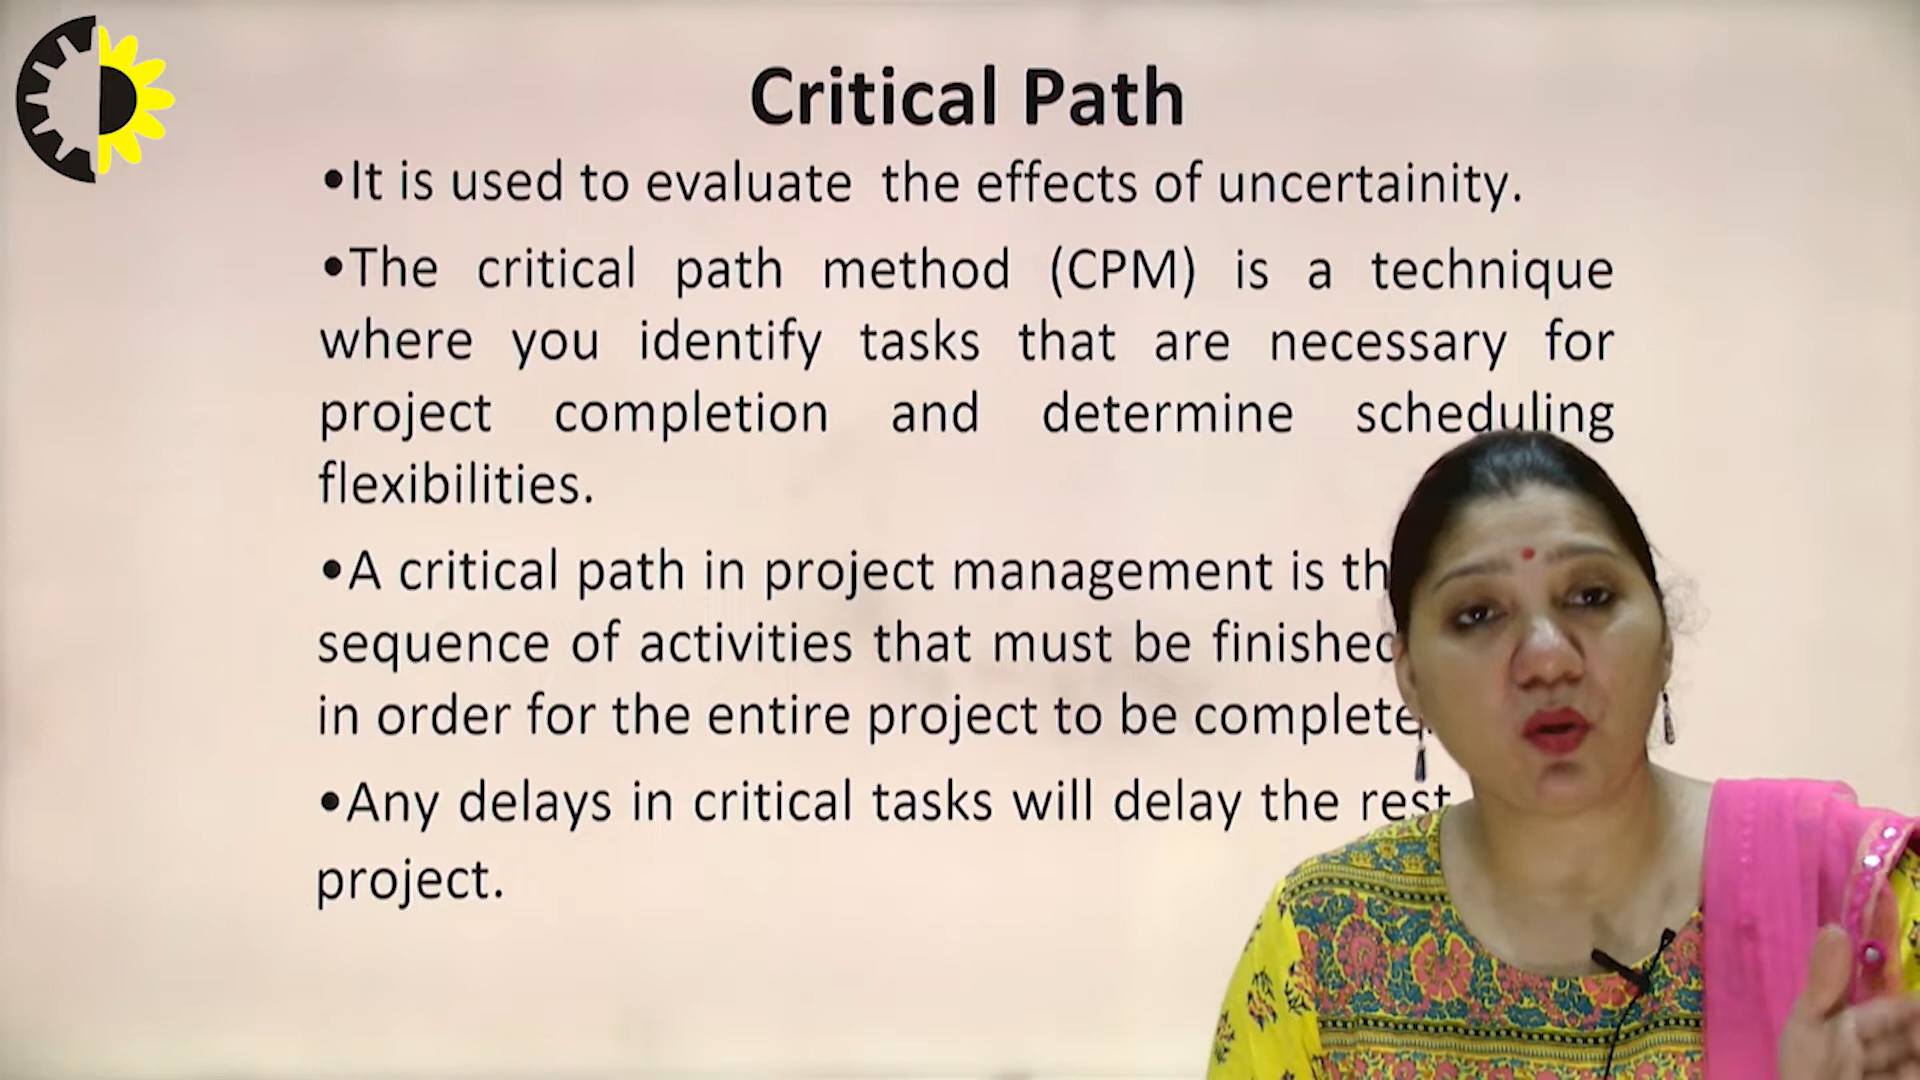 Critical Path
•It is used to evaluate the effects of uncertainity.
•The critical path method (CPM) is a technique
where you identify tasks that are necessary for
project completion and determine scheduling
flexibilities.
•A critical path in project management is
sequence of activities that must be finished
in order for the entire project to be complete
•Any delays in critical tasks will delay the rest
project.